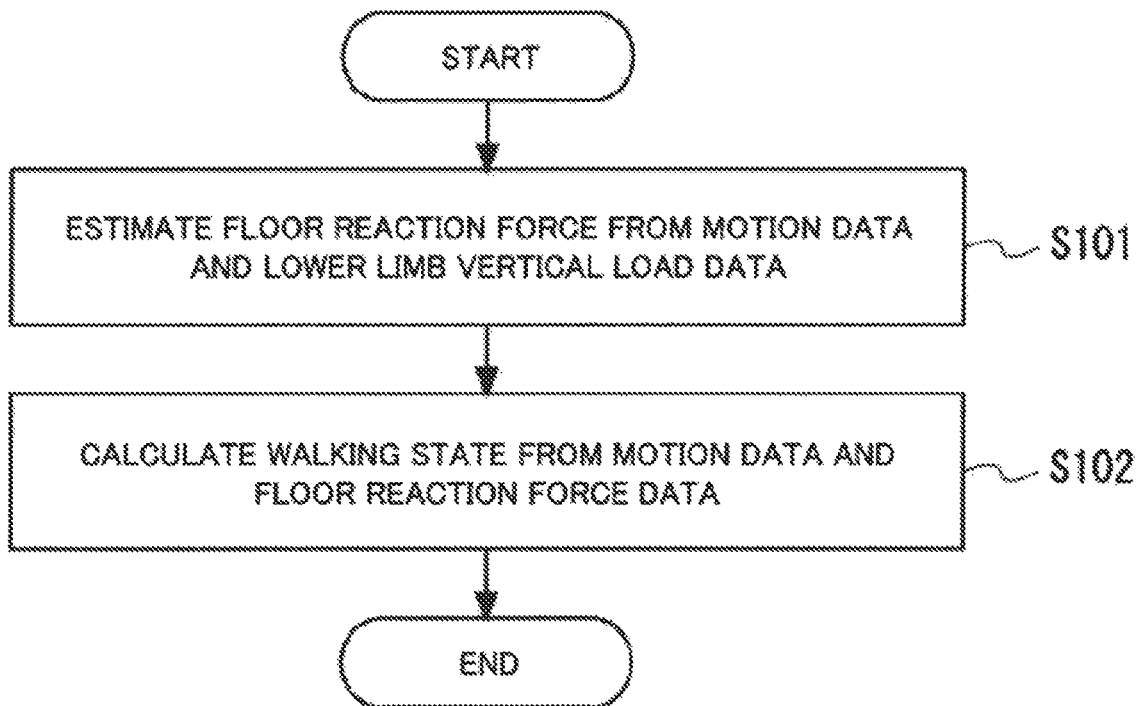 START
ESTIMATE FLOOR REACTION FORCE FROM MOTION DATA
AND LOWER LIMB VERTICAL LOAD DATA
S101
CALCULATE WALKING STATE FROM MOTION DATA AND
FLOOR REACTION FORCE DATA
S102
END